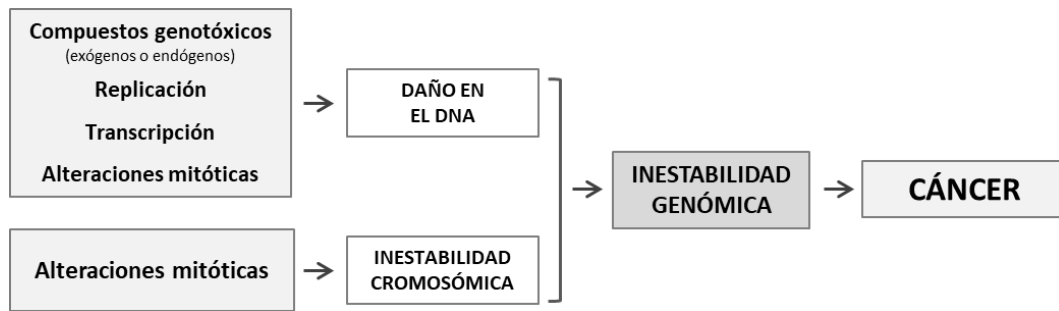 Compuestos genotóxicos
(exógenos o endógenos)
Replicación
Transcripción
Alteraciones mitóticas
DAÑO EN
EL DNA
Alteraciones mitóticas
INESTABILIDAD
CROMOSÓMICA
INESTABILIDAD
GENÓMICA
CÁNCER